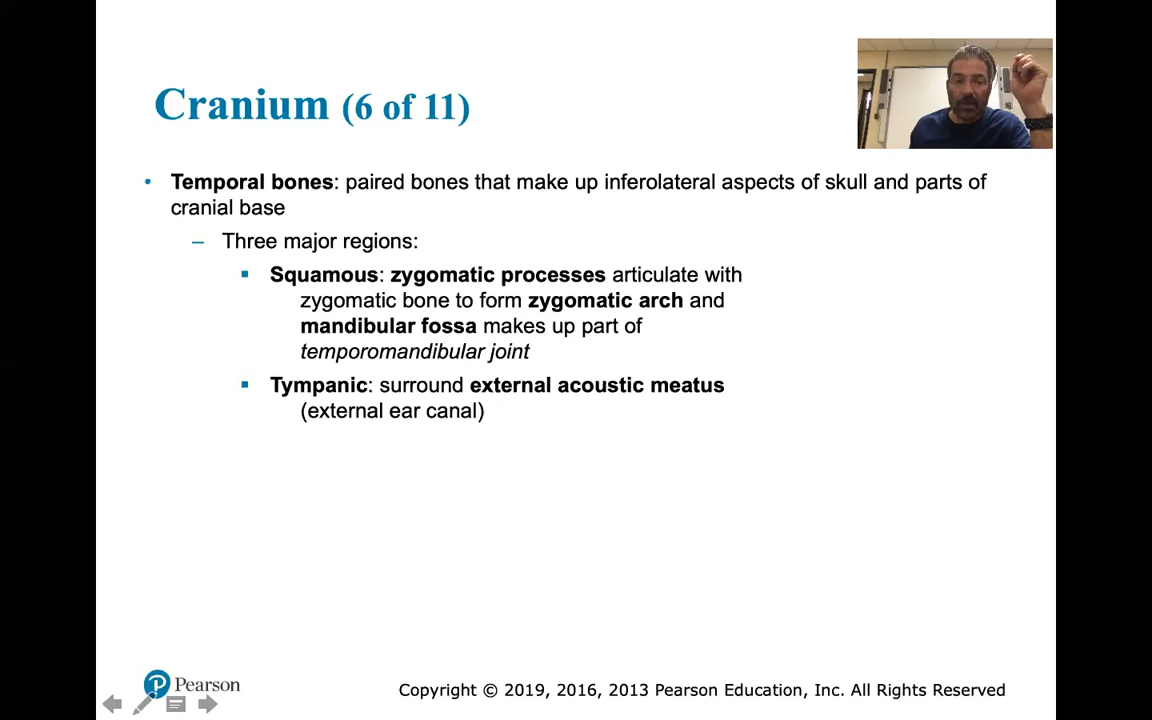 Cranium (6 of 11)
• Temporal bones: paired bones that make up inferolateral aspects of skull and parts of
cranial base
– Three major regions:
▪ Squamous: zygomatic processes articulate with
zygomatic bone to form zygomatic arch and
mandibular fossa makes up part of
temporomandibular joint
▪ Tympanic: surround external acoustic meatus
(external ear canal)
Pearson
Copyright © 2019, 2016, 2013 Pearson Education, Inc. All Rights Reserved